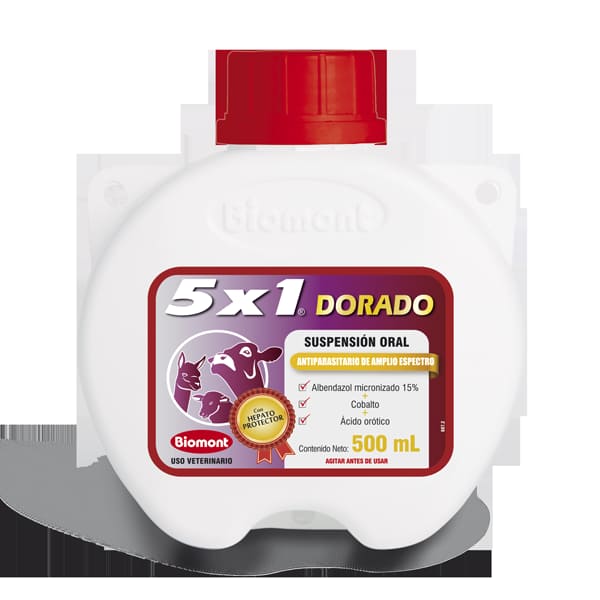 Biomont
5x1® DORADO
SUSPENSIÓN ORAL
ANTIPARASITARIO DE AMPLIO ESPECTRO
Albendazol micronizado 15%
+
Cobalto
+
Ácido orótico
Con
HEPATO
PROTECTOR
Biomont
USO VETERINARIO
Contenido Neto: 500 mL
AGITAR ANTES DE USAR